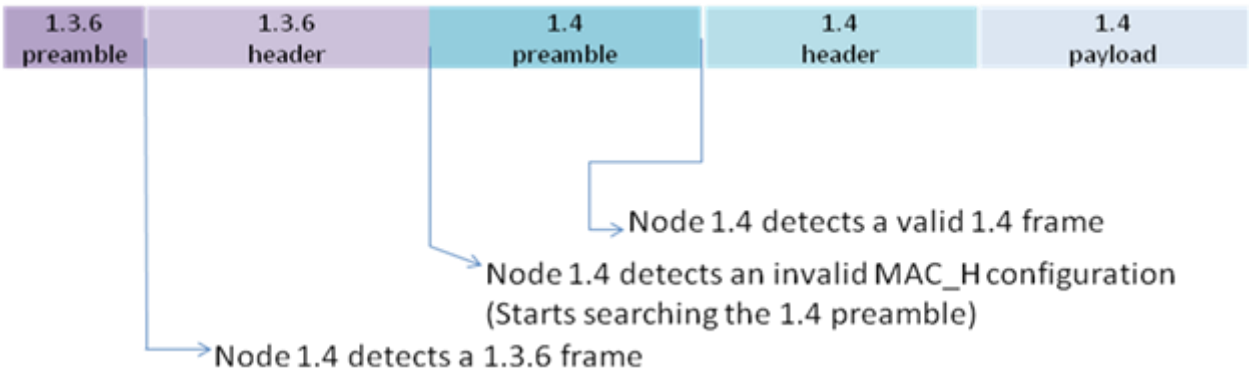 1.3.6 preamble
1.3.6 header
1.4 preamble
1.4 header
1.4 payload
Node 1.4 detects a valid 1.4 frame
Node 1.4 detects an invalid MAC_H configuration
(Starts searching the 1.4 preamble)
Node 1.4 detects a 1.3.6 frame